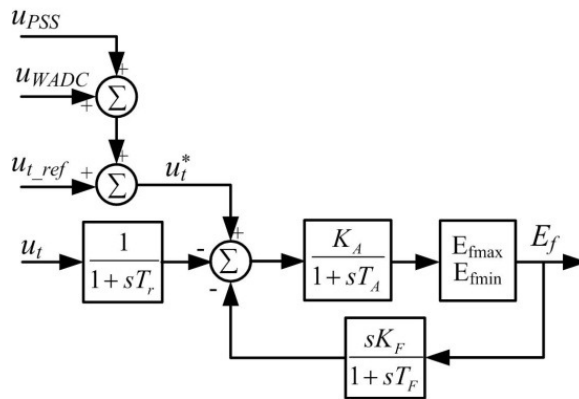 u_PSS
+
u_WADC
+
∑
+
u_t_ref
+
∑
u_t^*
+
u_t
1
1 + sT_r
-
∑
-
K_A
1 + sT_A
E_fmax
E_fmin
E_f
sK_F
1 + sT_F